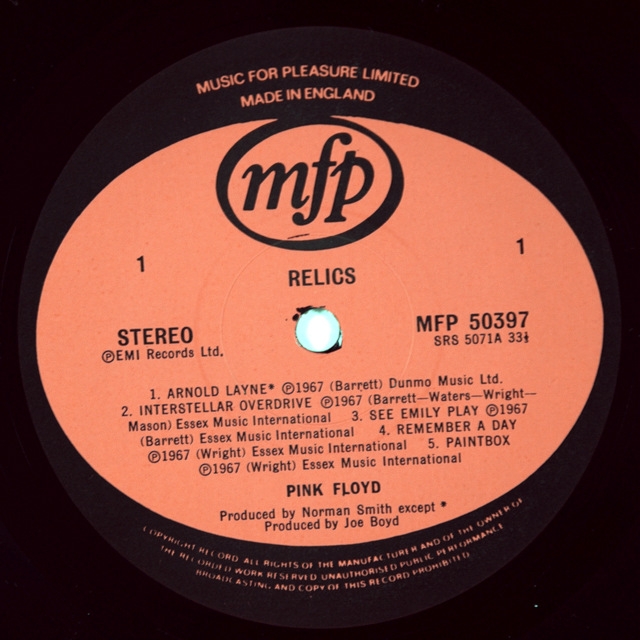 MUSIC FOR PLEASURE LIMITED
MADE IN ENGLAND
mfp
1 1
RELICS
STEREO MFP 50397
℗EMI Records Ltd. SRS 5071A 33⅓
1. ARNOLD LAYNE* ℗1967 (Barrett) Dunmo Music Ltd.
2. INTERSTELLAR OVERDRIVE ℗1967 (Barrett—Waters—Wright—
Mason) Essex Music International 3. SEE EMILY PLAY ℗1967
(Barrett) Essex Music International 4. REMEMBER A DAY
℗1967 (Wright) Essex Music International 5. PAINTBOX
℗1967 (Wright) Essex Music International
PINK FLOYD
Produced by Norman Smith except *
Produced by Joe Boyd
COPYRIGHT RECORD. ALL RIGHTS OF THE MANUFACTURER AND OF THE OWNER OF
THE RECORDED WORK RESERVED UNAUTHORISED PUBLIC PERFORMANCE
BROADCASTING, AND COPY OF THIS RECORD PROHIBITED.